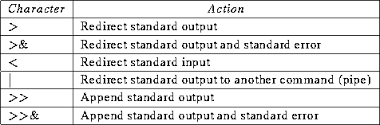 Character Action
> Redirect standard output
>& Redirect standard output and standard error
< Redirect standard input
| Redirect standard output to another command (pipe)
>> Append standard output
>>& Append standard output and standard error